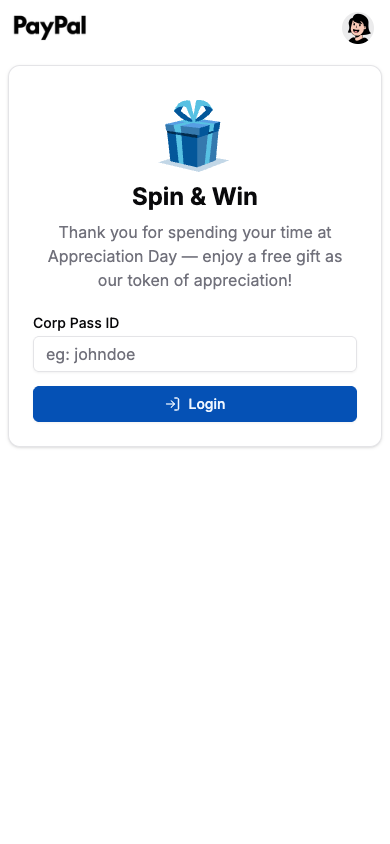 PayPal
Spin & Win
Thank you for spending your time at
Appreciation Day — enjoy a free gift as
our token of appreciation!
Corp Pass ID
eg: johndoe
Login